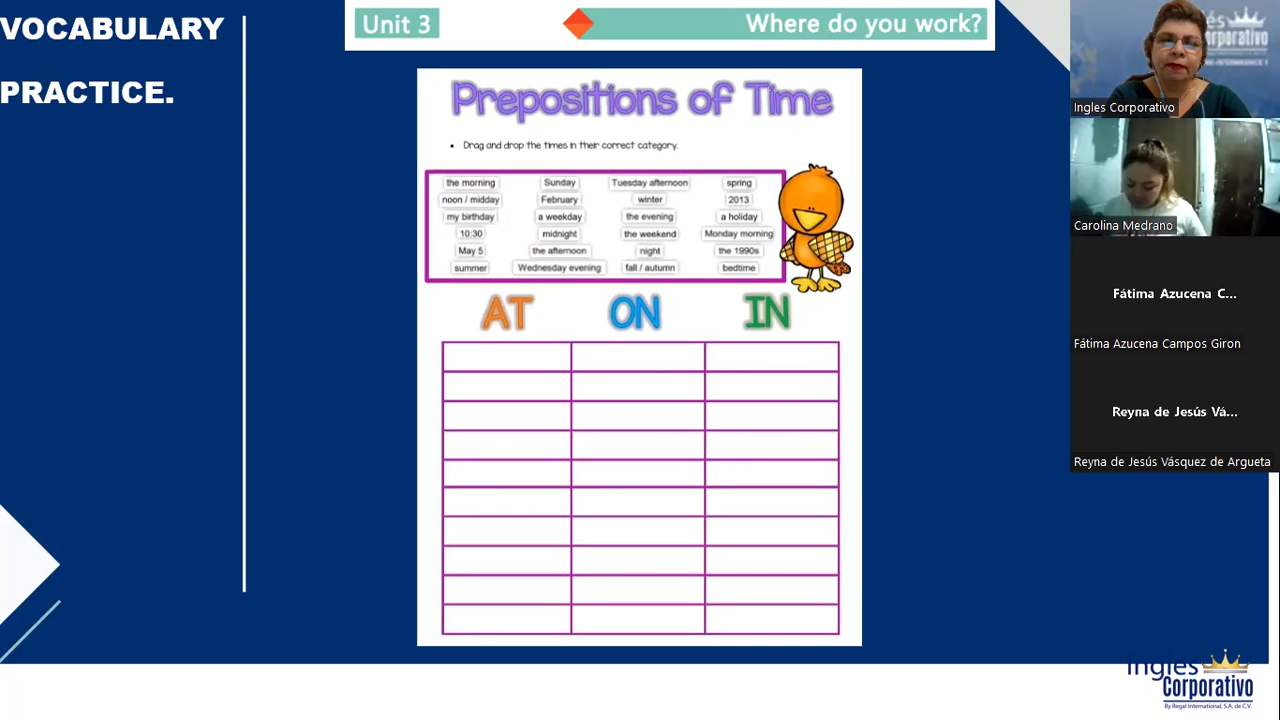 VOCABULARY
PRACTICE.
Unit 3
Where do you work?
Prepositions of Time
• Drag and drop the times in their correct category.
the morning Sunday Tuesday afternoon spring
noon / midday February winter 2013
my birthday a weekday the evening a holiday
10:30 midnight the weekend Monday morning
May 5 the afternoon night the 1990s
summer Wednesday evening fall / autumn bedtime
AT ON IN
Ingles Corporativo
Carolina Medrano
Fátima Azucena C...
Fátima Azucena Campos Giron
Reyna de Jesús Vá...
Reyna de Jesús Vásquez de Argueta
Ingles
Corporativo
By Regal International, S.A. de C.V.